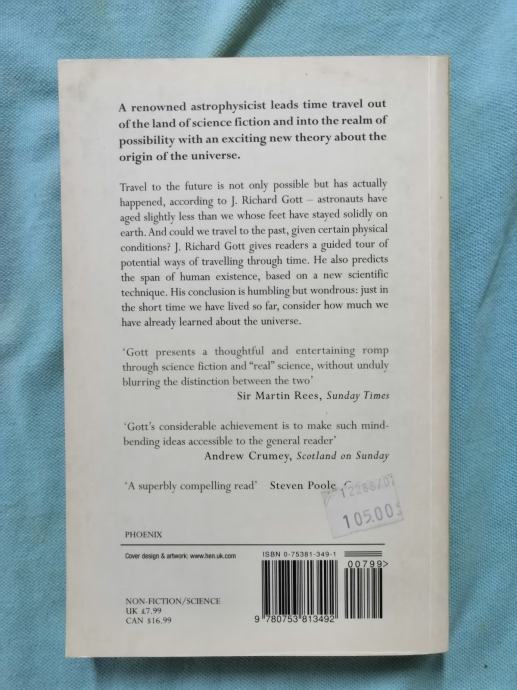 A renowned astrophysicist leads time travel out
of the land of science fiction and into the realm of
possibility with an exciting new theory about the
origin of the universe.
Travel to the future is not only possible but has actually
happened, according to J. Richard Gott – astronauts have
aged slightly less than we whose feet have stayed solidly on
earth. And could we travel to the past, given certain physical
conditions? J. Richard Gott gives readers a guided tour of
potential ways of travelling through time. He also predicts
the span of human existence, based on a new scientific
technique. His conclusion is humbling but wondrous: just in
the short time we have lived so far, consider how much we
have already learned about the universe.
‘Gott presents a thoughtful and entertaining romp
through science fiction and “real” science, without unduly
blurring the distinction between the two’
Sir Martin Rees, Sunday Times
‘Gott’s considerable achievement is to make such mind-
bending ideas accessible to the general reader’
Andrew Crumey, Scotland on Sunday
‘A superbly compelling read’ Steven Poole,
105.00
PHOENIX
Cover design & artwork: www.hen.uk.com
ISBN 0-75381-349-1
00799>
NON-FICTION/SCIENCE
UK £7.99
CAN $16.99
9 780753 813492